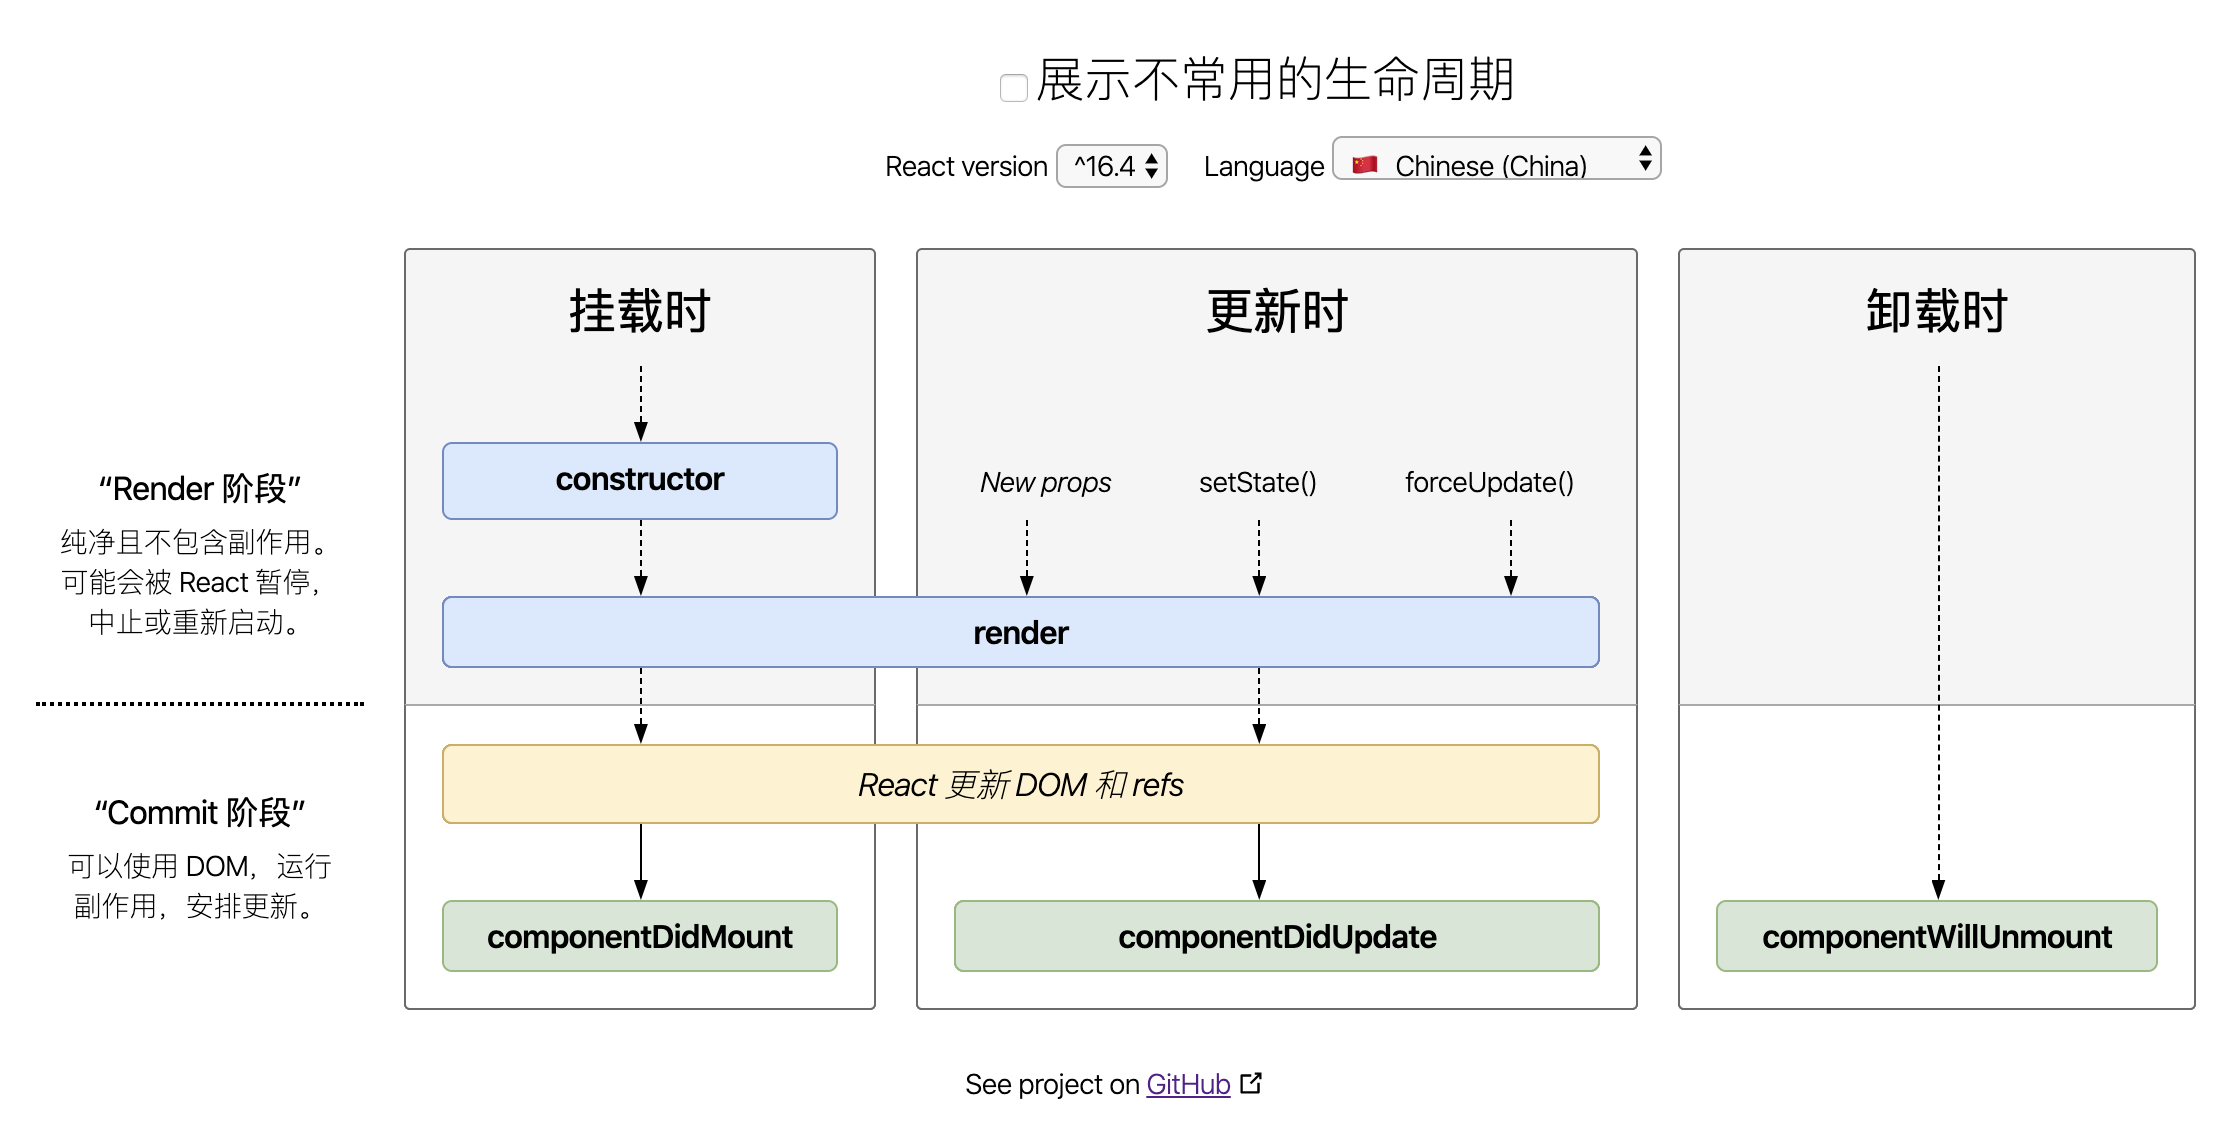 展示不常用的生命周期
React version ^16.4 Language Chinese (China)
挂载时
更新时
卸载时
“Render 阶段”
纯净且不包含副作用。
可能会被 React 暂停，
中止或重新启动。
constructor
New props
setState()
forceUpdate()
render
“Commit 阶段”
可以使用 DOM，运行
副作用，安排更新。
React 更新 DOM 和 refs
componentDidMount
componentDidUpdate
componentWillUnmount
See project on GitHub